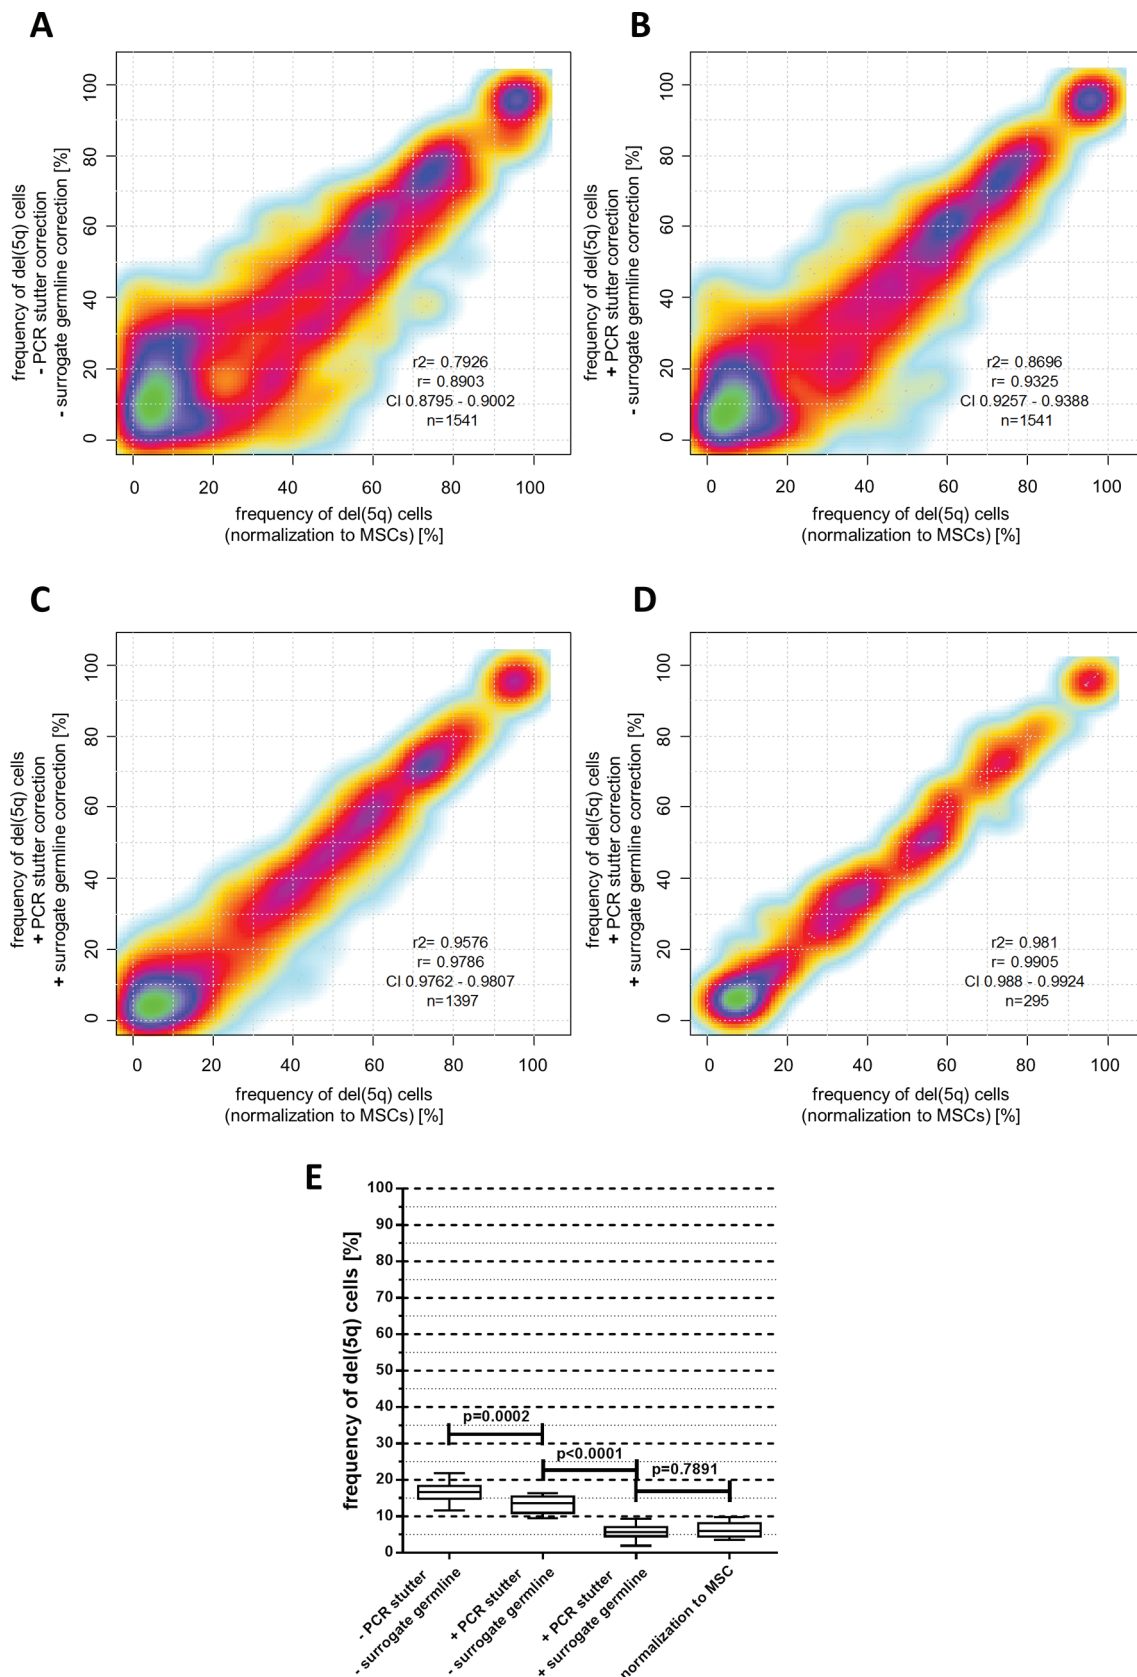 A
frequency of del(5q) cells
- PCR stutter correction
- surrogate germline correction [%]
100
80
60
40
20
0
r2= 0.7926
r= 0.8903
CI 0.8795 - 0.9002
n=1541
0 20 40 60 80 100
frequency of del(5q) cells
(normalization to MSCs) [%]
B
frequency of del(5q) cells
+ PCR stutter correction
- surrogate germline correction [%]
100
80
60
40
20
0
r2= 0.8696
r= 0.9325
CI 0.9257 - 0.9388
n=1541
0 20 40 60 80 100
frequency of del(5q) cells
(normalization to MSCs) [%]
C
frequency of del(5q) cells
+ PCR stutter correction
+ surrogate germline correction [%]
100
80
60
40
20
0
r2= 0.9576
r= 0.9786
CI 0.9762 - 0.9807
n=1397
0 20 40 60 80 100
frequency of del(5q) cells
(normalization to MSCs) [%]
D
frequency of del(5q) cells
+ PCR stutter correction
+ surrogate germline correction [%]
100
80
60
40
20
0
r2= 0.981
r= 0.9905
CI 0.988 - 0.9924
n=295
0 20 40 60 80 100
frequency of del(5q) cells
(normalization to MSCs) [%]
E
frequency of del(5q) cells [%]
100
90
80
70
60
50
40
30
20
10
0
p=0.0002
p<0.0001
p=0.7891
- PCR stutter
- surrogate germline
+ PCR stutter
- surrogate germline
+ PCR stutter
+ surrogate germline
normalization to MSC